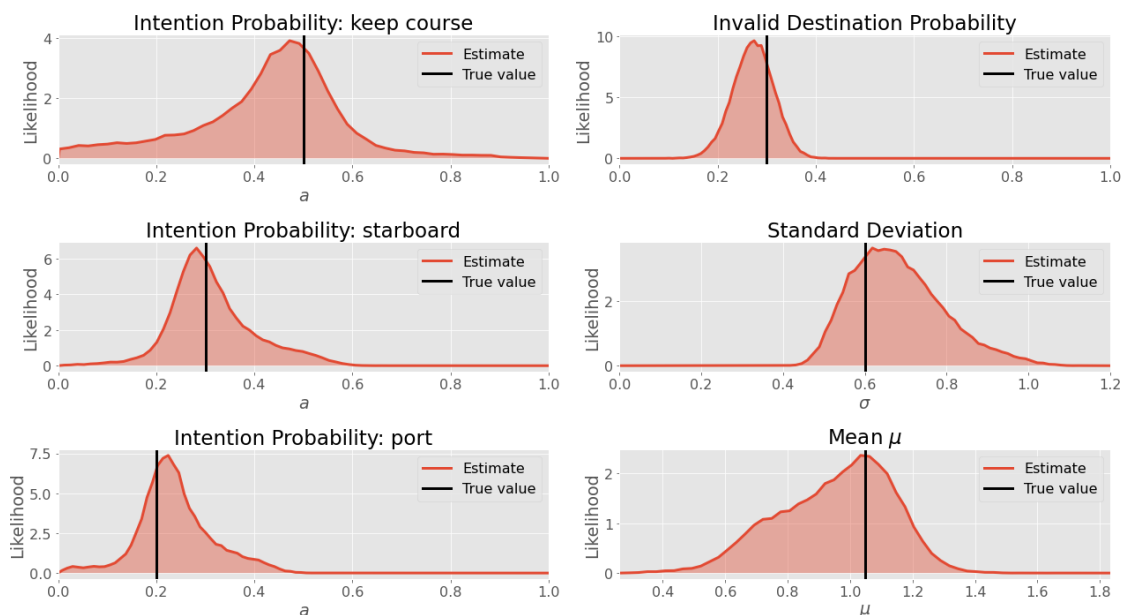 Intention Probability: keep course
Likelihood
4
2
0
Estimate
True value
0.0 0.2 0.4 0.6 0.8 1.0
a
Invalid Destination Probability
Likelihood
10
5
0
Estimate
True value
0.2 0.4 0.6 0.8 1.0
Intention Probability: starboard
Likelihood
6
4
2
0
Estimate
True value
0.0 0.2 0.4 0.6 0.8 1.0
a
Standard Deviation
Likelihood
2
0
Estimate
True value
0.0 0.2 0.4 0.6 0.8 1.0 1.2
σ
Intention Probability: port
Likelihood
7.5
5.0
2.5
0.0
Estimate
True value
0.0 0.2 0.4 0.6 0.8 1.0
a
Mean μ
Likelihood
2
1
0
Estimate
True value
0.4 0.6 0.8 1.0 1.2 1.4 1.6 1.8
μ